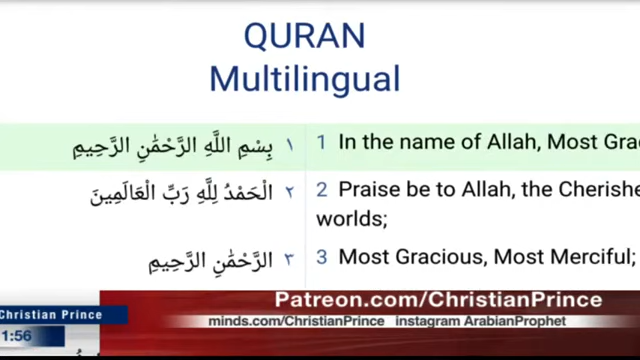 QURAN
Multilingual
بِسْمِ اللَّهِ الرَّحْمَٰنِ الرَّحِيمِ ١
1 In the name of Allah, Most
الْحَمْدُ لِلَّهِ رَبِّ الْعَالَمِينَ ٢
2 Praise be to Allah, the
worlds;
الرَّحْمَٰنِ الرَّحِيمِ ٣
3 Most Gracious, Most Merciful;
Patreon.com/ChristianPrince
Christian Prince
minds.com/ChristianPrince instagram ArabianProphet
1:56